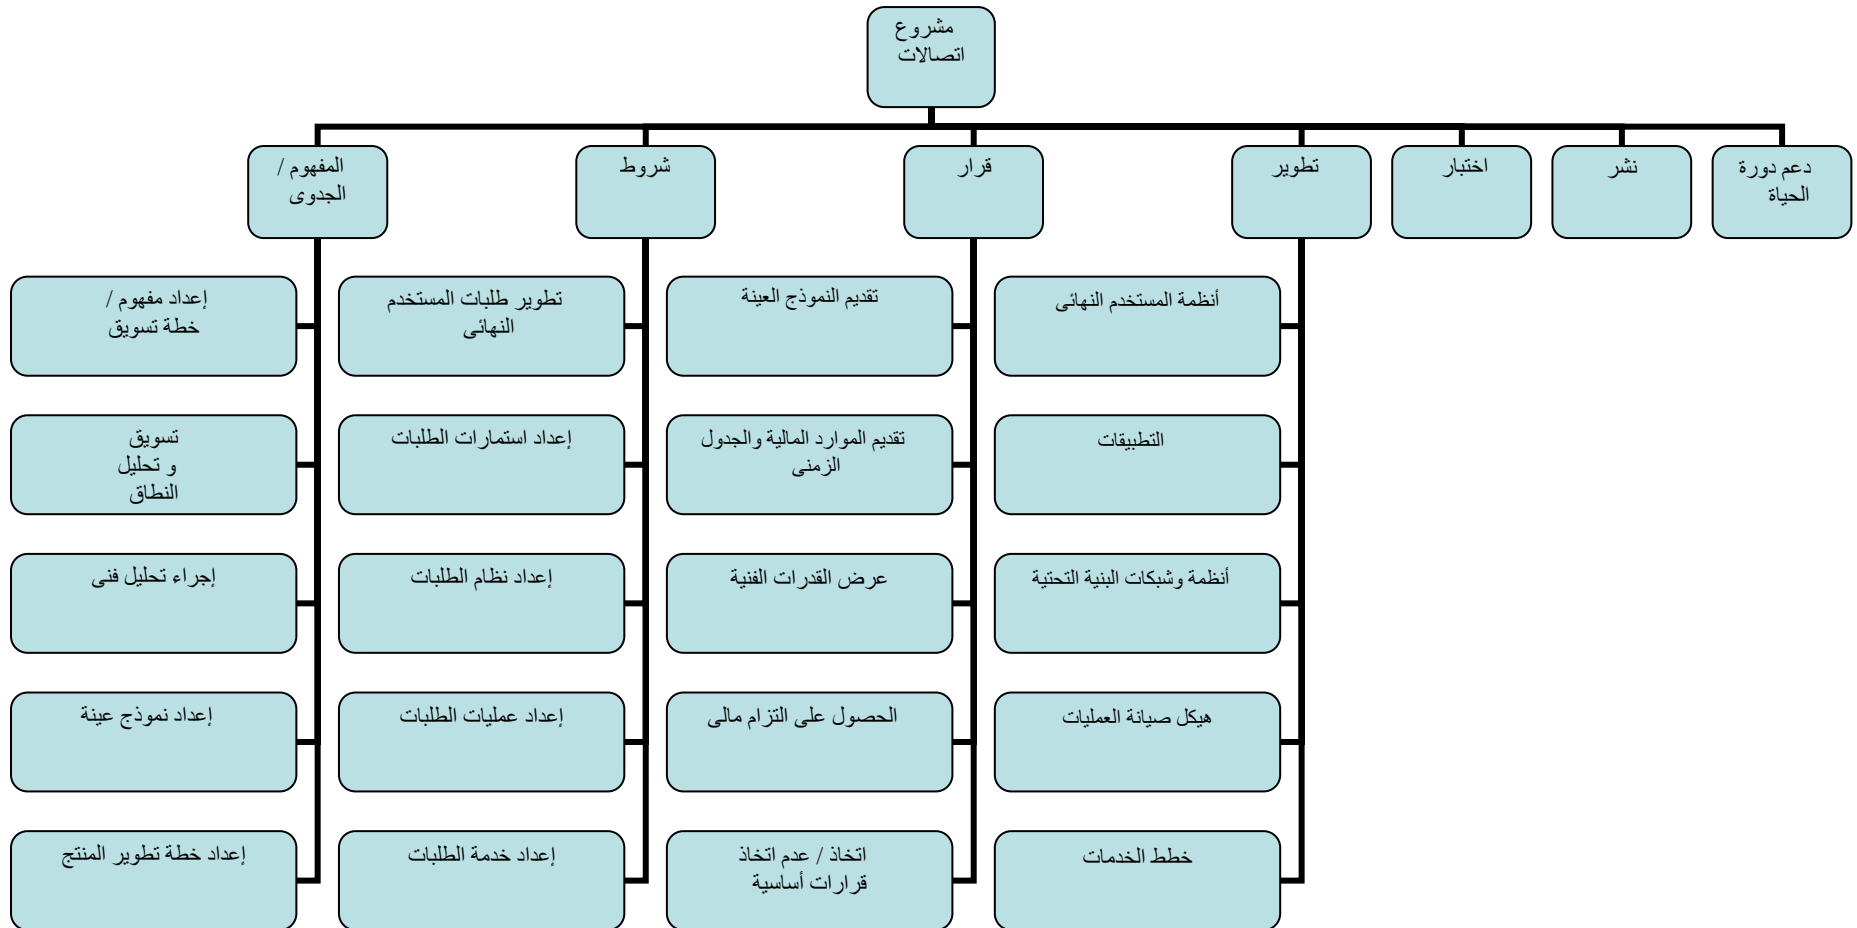 مشروع
اتصالات
المفهوم /
الجدوى
شروط
قرار
تطوير
اختبار
نشر
دعم دورة
الحياة
إعداد مفهوم /
خطة تسويق
تسويق
و تحليل
النطاق
إجراء تحليل فنى
إعداد نموذج عينة
إعداد خطة تطوير المنتج
تطوير طلبات المستخدم
النهائى
إعداد استمارات الطلبات
إعداد نظام الطلبات
إعداد عمليات الطلبات
إعداد خدمة الطلبات
تقديم النموذج العينة
تقديم الموارد المالية والجدول
الزمنى
عرض القدرات الفنية
الحصول على التزام مالى
اتخاذ / عدم اتخاذ
قرارات أساسية
أنظمة المستخدم النهائى
التطبيقات
أنظمة وشبكات البنية التحتية
هيكل صيانة العمليات
خطط الخدمات